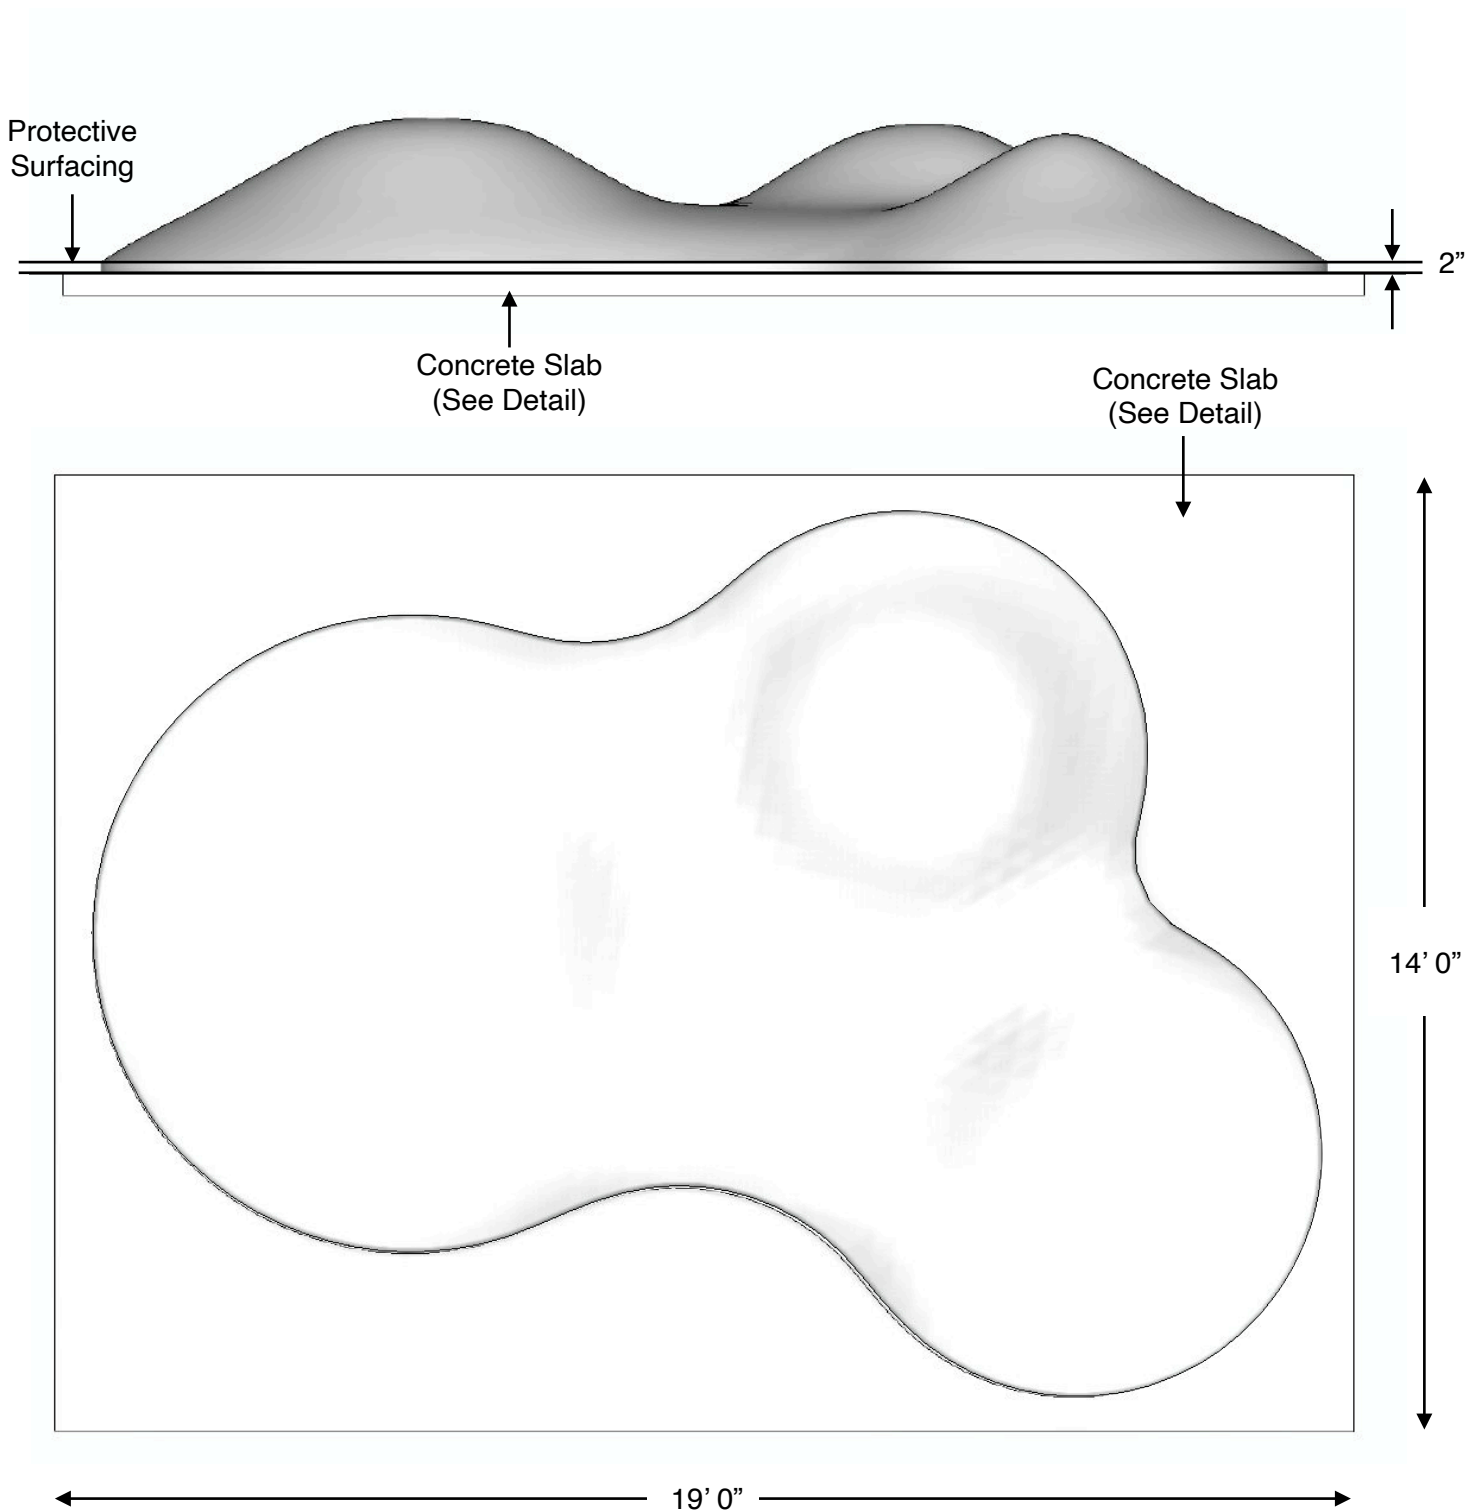 Protective
Surfacing
2”
Concrete Slab
(See Detail)
Concrete Slab
(See Detail)
14’ 0”
19’ 0”